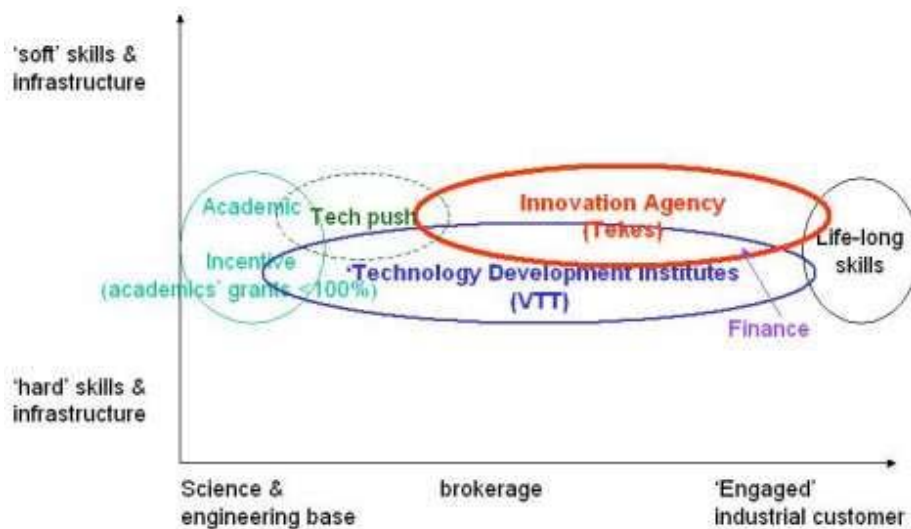 'soft' skills &
infrastructure
Academic
Tech push
Innovation Agency
(Tekes)
Life-long
skills
Incentive
(academics' grants <100%)
'Technology Development Institutes
(VTT)
Finance
'hard' skills &
infrastructure
Science &
engineering base
brokerage
'Engaged'
industrial customer